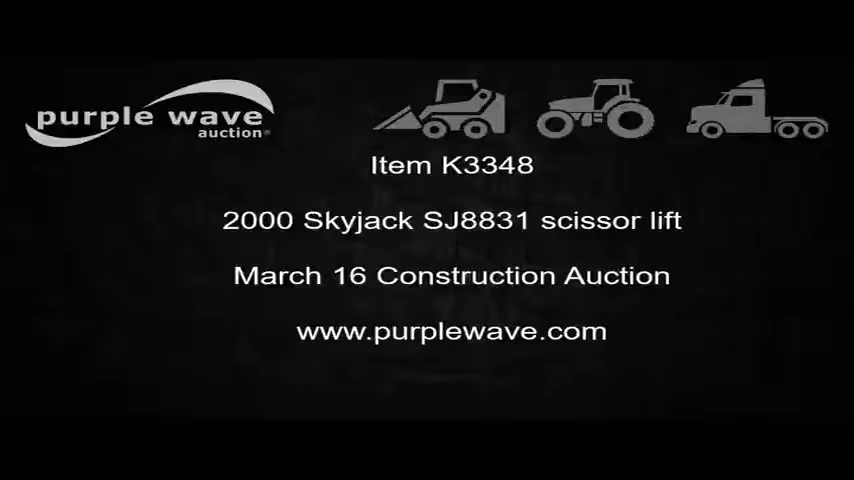 purple wave
auction®
Item K3348
2000 Skyjack SJ8831 scissor lift
March 16 Construction Auction
www.purplewave.com